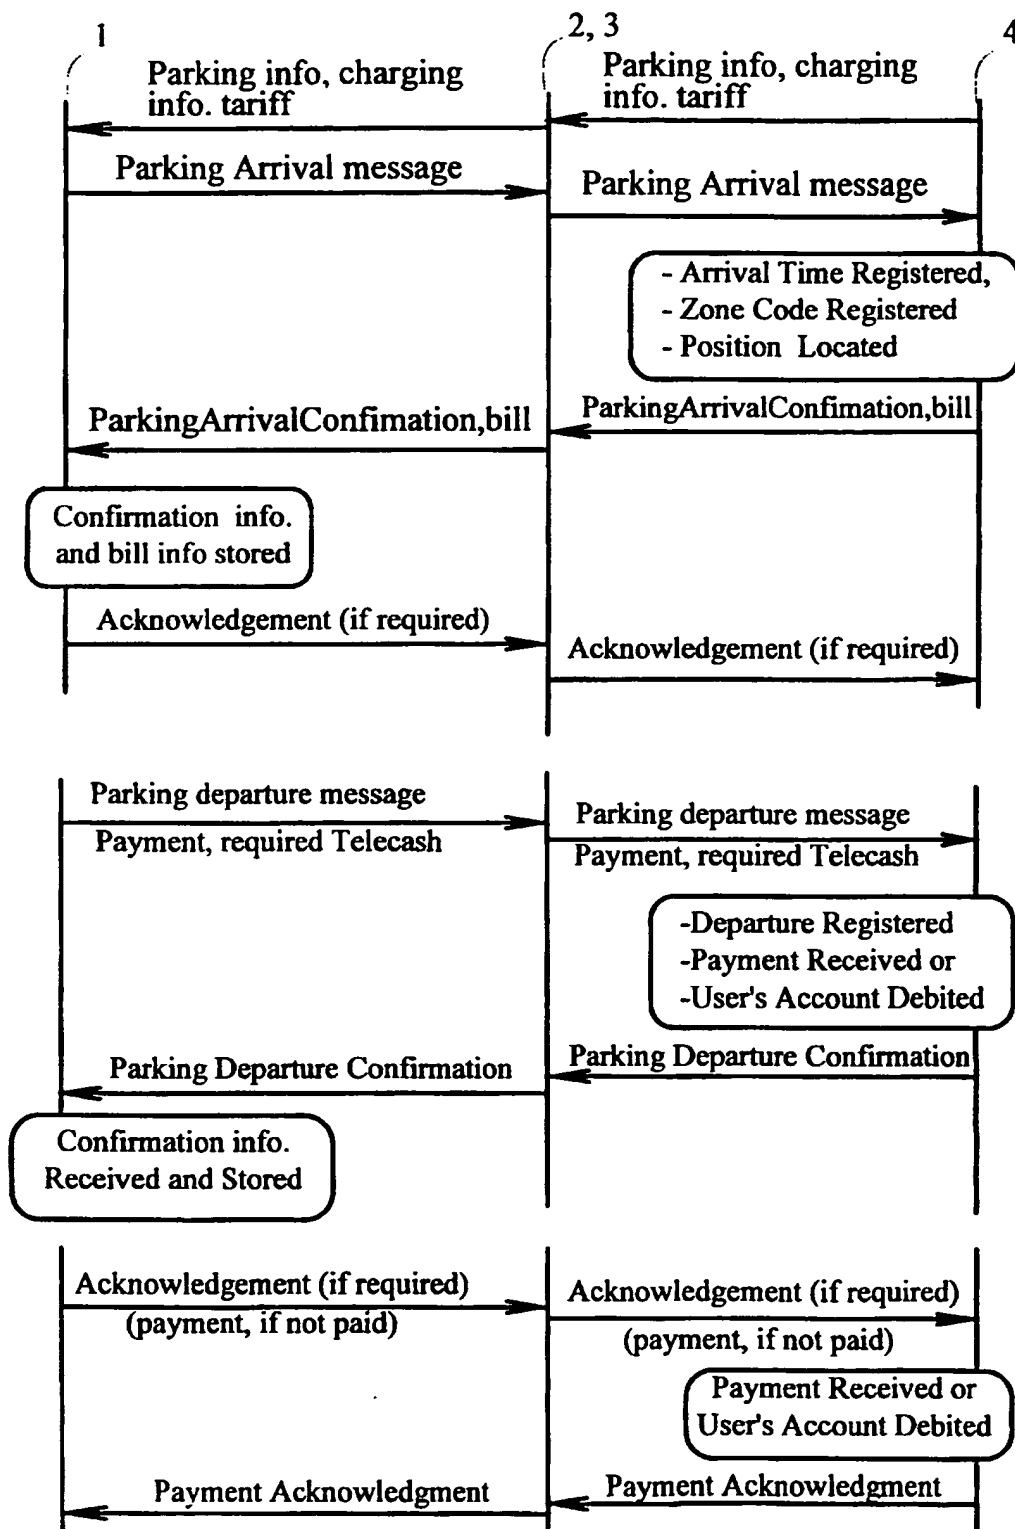 1
2, 3
4
Parking info, charging
info. tariff
Parking info, charging
info. tariff
Parking Arrival message
Parking Arrival message
- Arrival Time Registered,
- Zone Code Registered
- Position Located
ParkingArrivalConfimation,bill
ParkingArrivalConfimation,bill
Confirmation info.
and bill info stored
Acknowledgement (if required)
Acknowledgement (if required)
Parking departure message
Payment, required Telecash
Parking departure message
Payment, required Telecash
-Departure Registered
-Payment Received or
-User's Account Debited
Parking Departure Confirmation
Parking Departure Confirmation
Confirmation info.
Received and Stored
Acknowledgement (if required)
(payment, if not paid)
Acknowledgement (if required)
(payment, if not paid)
Payment Received or
User's Account Debited
Payment Acknowledgment
Payment Acknowledgment